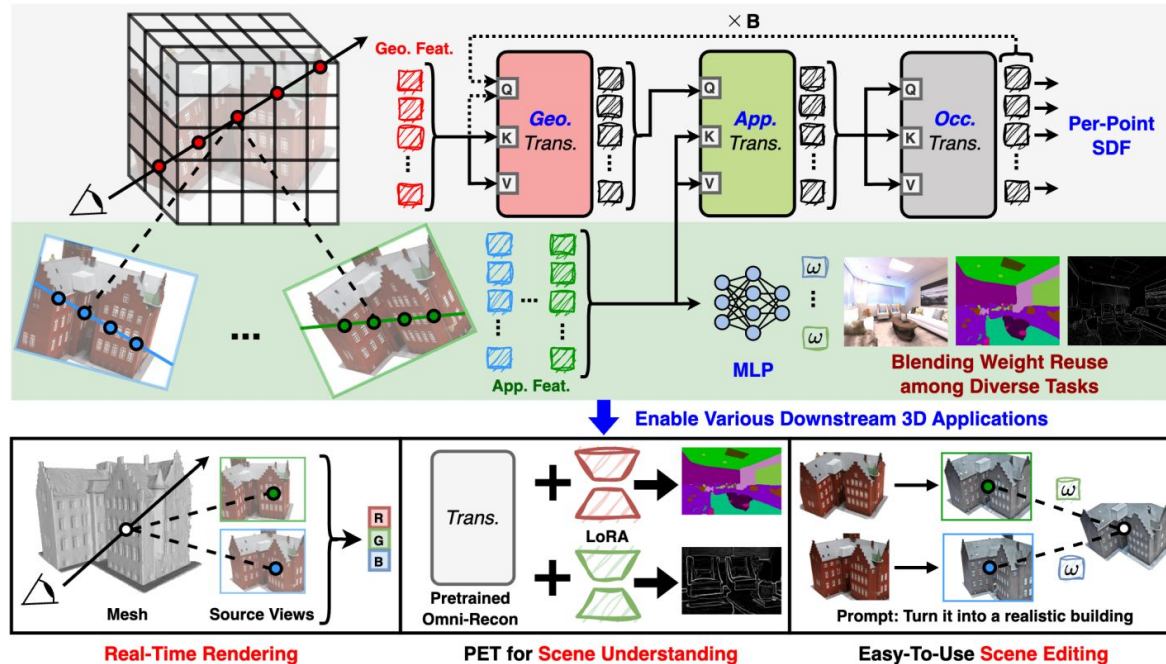 × B
Geo. Feat.
Q
K
V
Geo.
Trans.
Q
K
V
App.
Trans.
Q
K
V
Occ.
Trans.
Per-Point
SDF
...
App. Feat.
MLP
ω
ω
Blending Weight Reuse
among Diverse Tasks
Enable Various Downstream 3D Applications
Mesh
Source Views
R
G
B
Trans.
Pretrained
Omni-Recon
+
LoRA
+
ω
ω
Prompt: Turn it into a realistic building
Real-Time Rendering
PET for Scene Understanding
Easy-To-Use Scene Editing